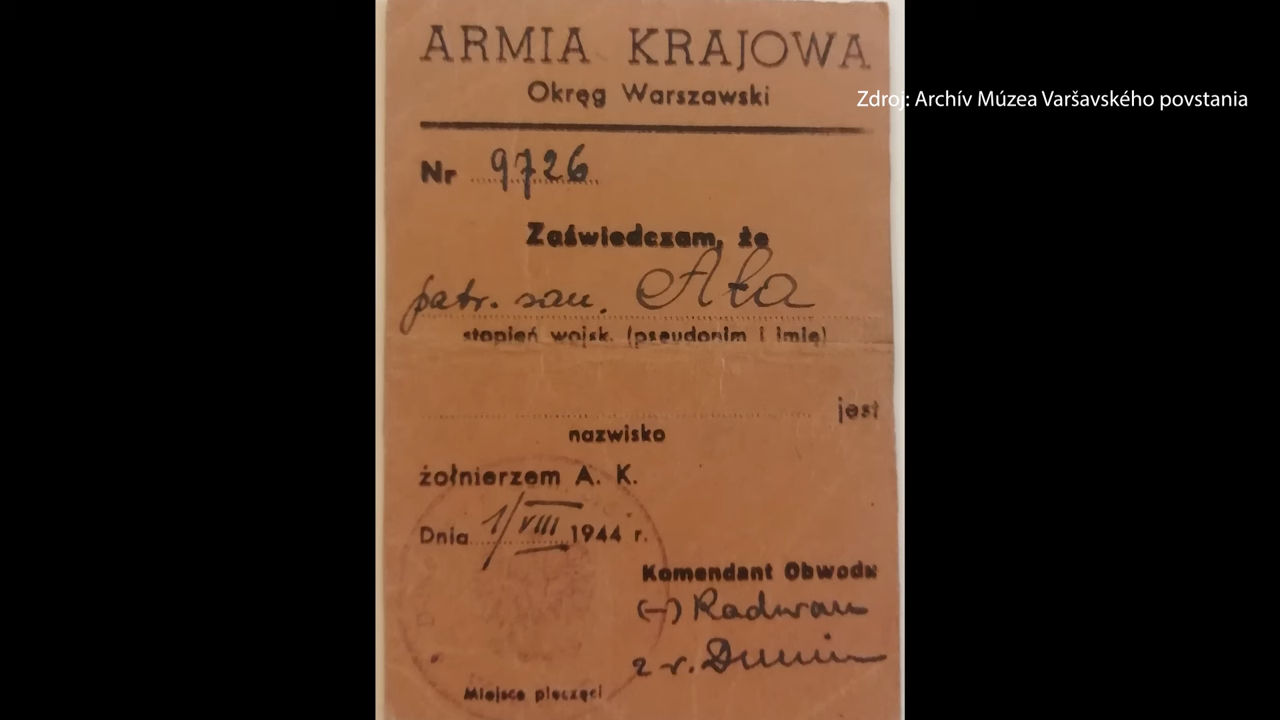 ARMIA KRAJOWA
Okręg Warszawski
Zdroj: Archív Múzea Varšavského povstania
Nr 9726
Zaświadczam, że
patr. san. Ała
stopień wojsk. (pseudonim i imię)
jest
nazwisko
żołnierzem A. K.
Dnia 1/VIII 1944 r.
Komendant Obwodu
(—) Radwan
z r. Dunin
Miejsce pieczęci